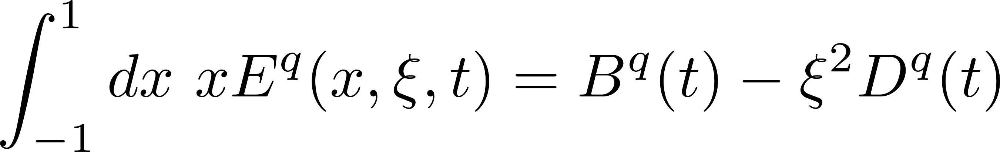 ∫_{-1}^{1} dx xE^q(x, ξ, t) = B^q(t) − ξ^2 D^q(t)